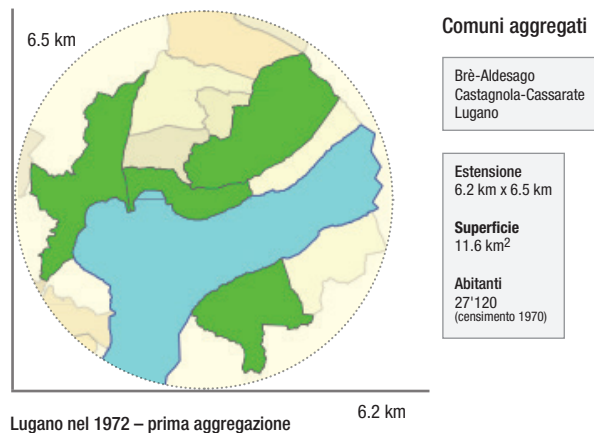 6.5 km
Comuni aggregati
Brè-Aldesago
Castagnola-Cassarate
Lugano
Estensione
6.2 km x 6.5 km
Superficie
11.6 km²
Abitanti
27'120
(censimento 1970)
6.2 km
Lugano nel 1972 – prima aggregazione